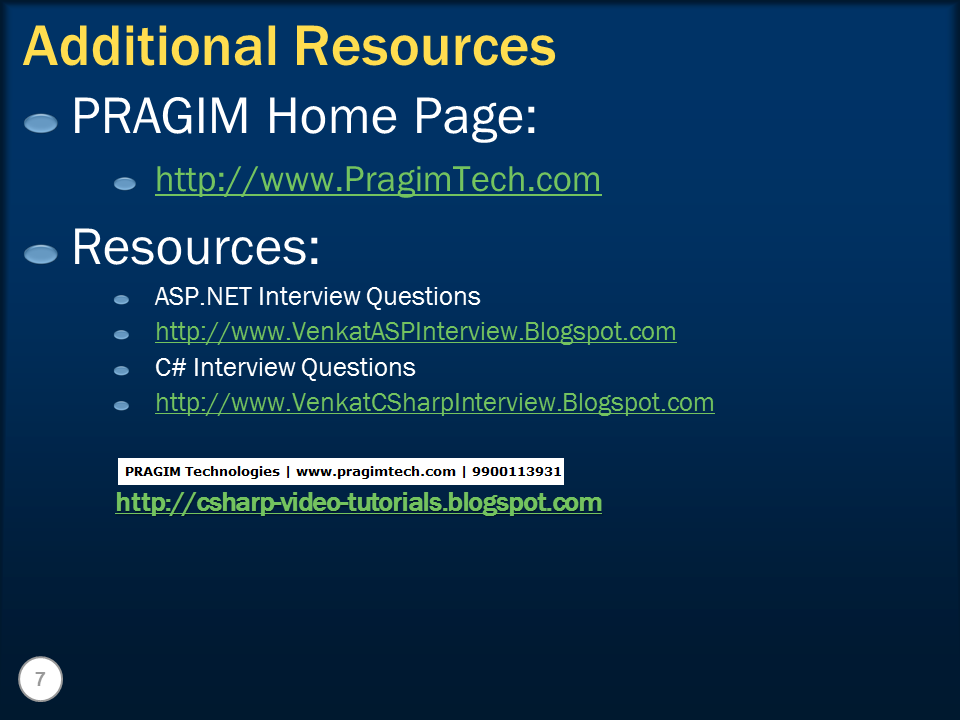 Additional Resources
PRAGIM Home Page:
http://www.PragimTech.com
Resources:
ASP.NET Interview Questions
http://www.VenkatASPInterview.Blogspot.com
C# Interview Questions
http://www.VenkatCSharpInterview.Blogspot.com
PRAGIM Technologies | www.pragimtech.com | 9900113931
http://csharp-video-tutorials.blogspot.com
7